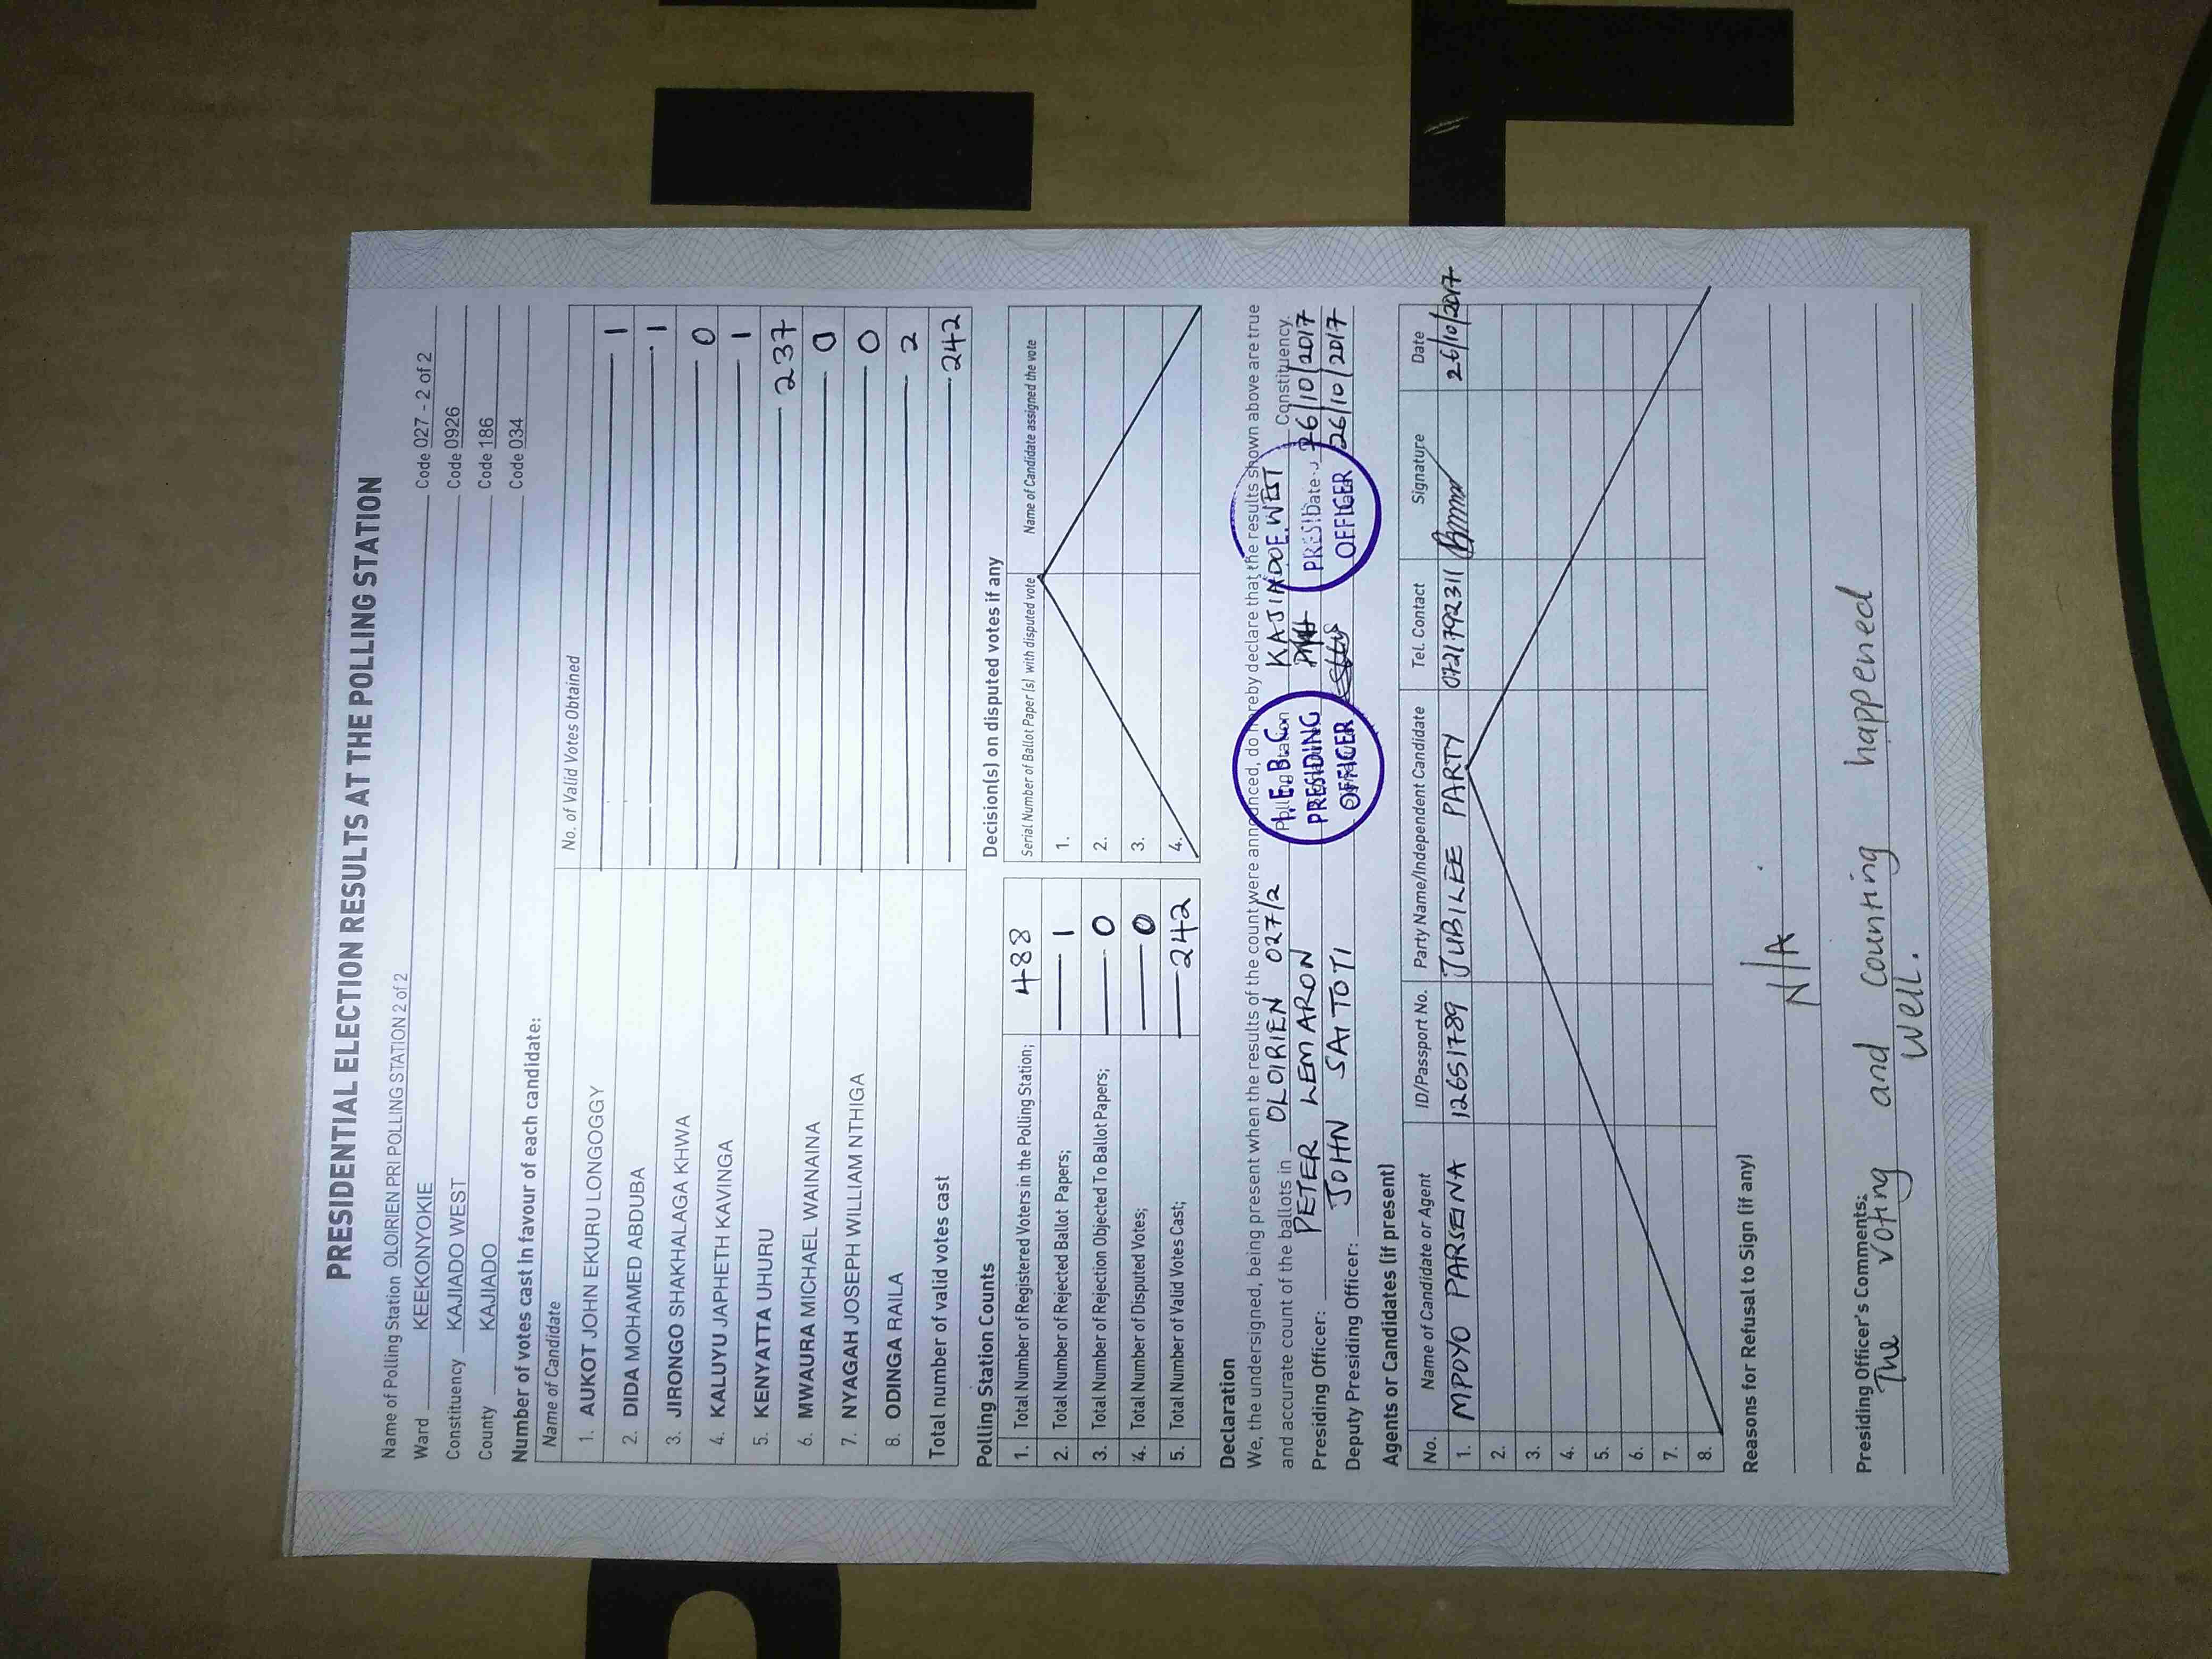 PRESIDENTIAL ELECTION RESULTS AT THE POLLING STATION
Name of Polling Station OLOIRIEN PRI POLLING STATION 2 of 2 Code 027 - 2 of 2
Ward KEEKONYOKIE Code 0926
Constituency KAJIADO WEST Code 186
County KAJIADO Code 034
Number of votes cast in favour of each candidate:
Name of Candidate No. of Valid Votes Obtained
1. AUKOT JOHN EKURU LONGOGGY 1
2. DIDA MOHAMED ABDUBA 1
3. JIRONGO SHAKHALAGA KHWA 0
4. KALUYU JAPHETH KAVINGA 1
5. KENYATTA UHURU 237
6. MWAURA MICHAEL WAINAINA 0
7. NYAGAH JOSEPH WILLIAM NTHIGA 0
8. ODINGA RAILA 2
Total number of valid votes cast 242
Polling Station Counts
1. Total Number of Registered Voters in the Polling Station; 488
2. Total Number of Rejected Ballot Papers; 1
3. Total Number of Rejection Objected To Ballot Papers; 0
4. Total Number of Disputed Votes; 0
5. Total Number of Valid Votes Cast; 242
Decision(s) on disputed votes if any
Serial Number of Ballot Paper (s) with disputed vote Name of Candidate assigned the vote
1.
2.
3.
4.
Declaration
We, the undersigned, being present when the results of the count were announced, do hereby declare that the results shown above are true
and accurate count of the ballots in OLOIRIEN 027/2 Polling Station KAJIADO WEST Constituency.
Presiding Officer: PETER LEMARON Date 26/10/2017
Deputy Presiding Officer: JOHN SAITOTI 26/10/2017
I.E.B.C
PRESIDING
OFFICER
PRESIDING
OFFICER
Agents or Candidates (if present)
No. Name of Candidate or Agent ID/Passport No. Party Name/Independent Candidate Tel. Contact Signature Date
1. MPOYO PARSEINA 12651789 JUBILEE PARTY 0721792311 26/10/2017
2.
3.
4.
5.
6.
7.
8.
Reasons for Refusal to Sign (if any)
N/A
Presiding Officer's Comments:
The voting and counting happened
well.